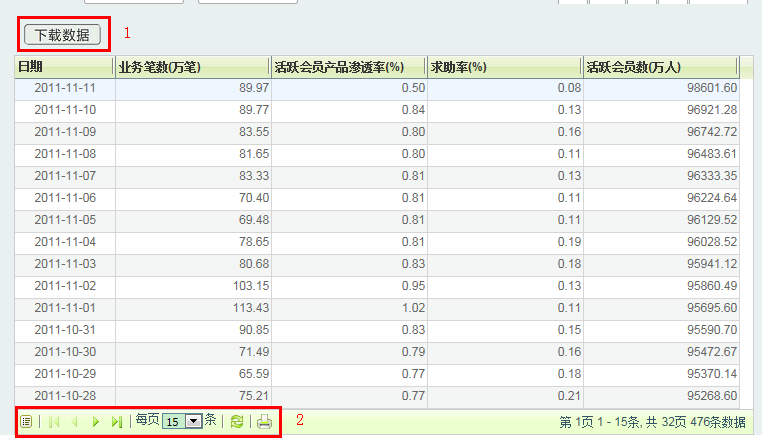 下载数据 1
日期 业务笔数(万笔) 活跃会员产品渗透率(%) 求助率(%) 活跃会员数(万人)
2011-11-11 89.97 0.50 0.08 98601.60
2011-11-10 89.77 0.84 0.13 96921.28
2011-11-09 83.55 0.80 0.16 96742.72
2011-11-08 81.65 0.80 0.11 96483.61
2011-11-07 83.33 0.81 0.13 96333.35
2011-11-06 70.40 0.81 0.11 96224.64
2011-11-05 69.48 0.81 0.11 96129.52
2011-11-04 78.65 0.81 0.19 96028.52
2011-11-03 80.68 0.83 0.18 95941.12
2011-11-02 103.15 0.95 0.13 95860.49
2011-11-01 113.43 1.02 0.11 95695.60
2011-10-31 90.85 0.83 0.15 95590.70
2011-10-30 71.49 0.79 0.16 95472.67
2011-10-29 65.59 0.77 0.18 95370.14
2011-10-28 75.21 0.77 0.21 95268.60
每页 15 条 2 第 1页 1 - 15条, 共 32页 476条数据